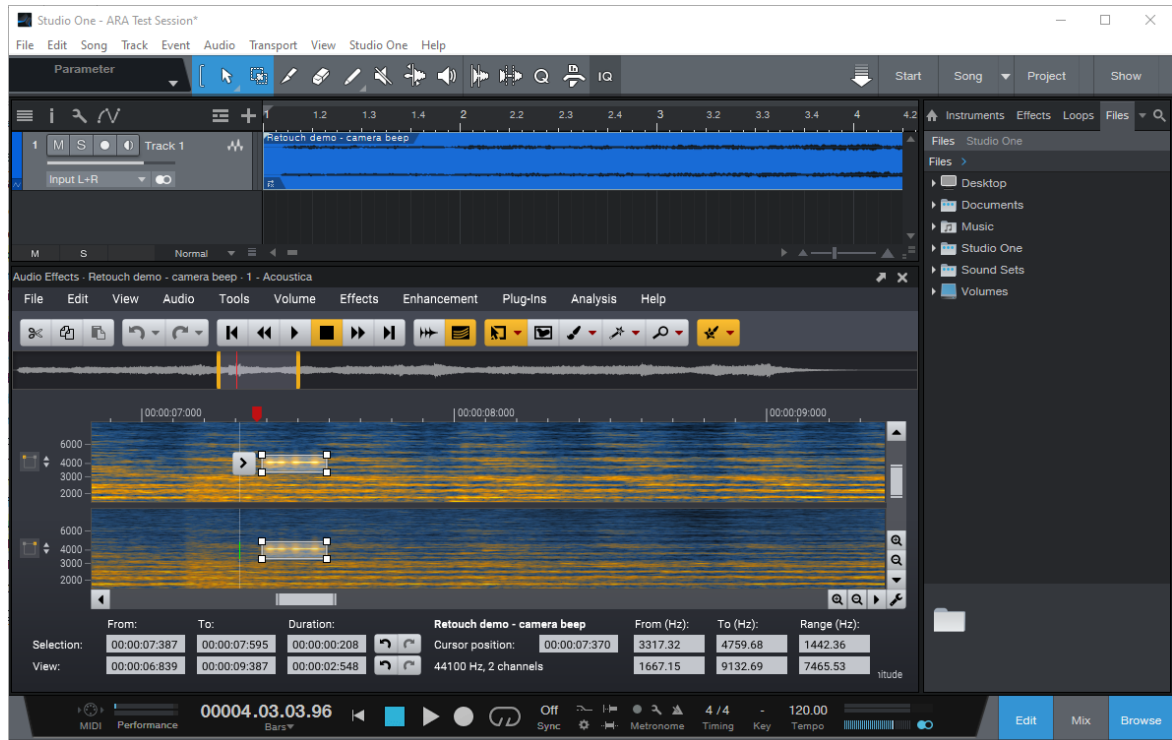 Studio One - ARA Test Session*
File Edit Song Track Event Audio Transport View Studio One Help
Parameter IQ Start Song Project Show
1.2 1.3 1.4 2 2.2 2.3 2.4 3 3.2 3.3 3.4 4 4.2 Instruments Effects Loops Files
Retouch demo - camera beep
1 M S Track 1
Input L+R
Files Studio One
Files
Desktop
Documents
Music
Studio One
Sound Sets
Volumes
M S Normal
Audio Effects - Retouch demo - camera beep - 1 - Acoustica
File Edit View Audio Tools Volume Effects Enhancement Plug-Ins Analysis Help
00:00:07:000 00:00:08:000 00:00:09:000
6000
4000
3000
2000
6000
4000
3000
2000
From: To: Duration: Retouch demo - camera beep From (Hz): To (Hz): Range (Hz):
Selection: 00:00:07:387 00:00:07:595 00:00:00:208 Cursor position: 00:00:07:370 3317.32 4759.68 1442.36
View: 00:00:06:839 00:00:09:387 00:00:02:548 44100 Hz, 2 channels 1667.15 9132.69 7465.53
nitude
MIDI Performance 00004.03.03.96 Bars Off Sync Metronome 4 / 4 Timing - Key 120.00 Tempo Edit Mix Browse